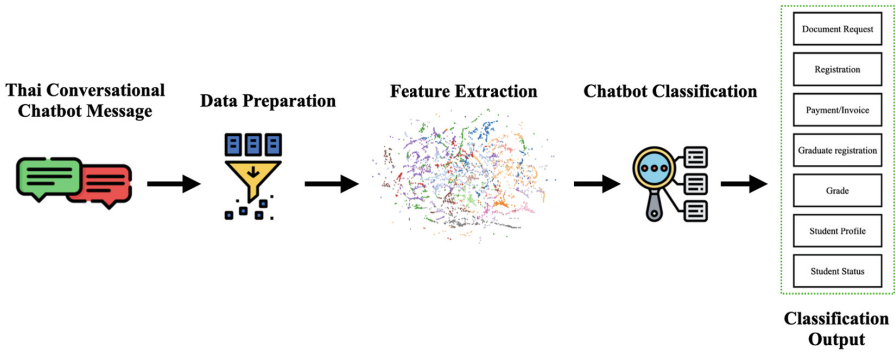 Thai Conversational
Chatbot Message
Data Preparation
Feature Extraction
Chatbot Classification
Document Request
Registration
Payment/Invoice
Graduate registration
Grade
Student Profile
Student Status
Classification
Output